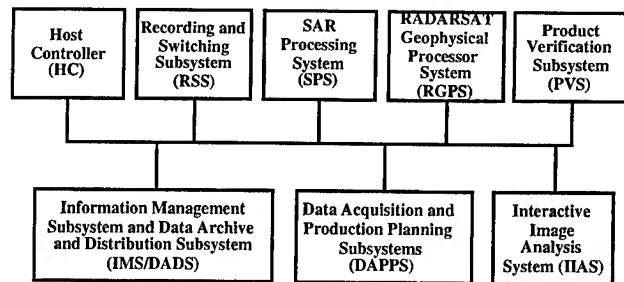 Host
Controller
(HC)
Recording and
Switching
Subsystem
(RSS)
SAR
Processing
System
(SPS)
RADARSAT
Geophysical
Processor
System
(RGPS)
Product
Verification
Subsystem
(PVS)
Information Management
Subsystem and Data Archive
and Distribution Subsystem
(IMS/DADS)
Data Acquisition and
Production Planning
Subsystems
(DAPPS)
Interactive
Image
Analysis
System (IIAS)